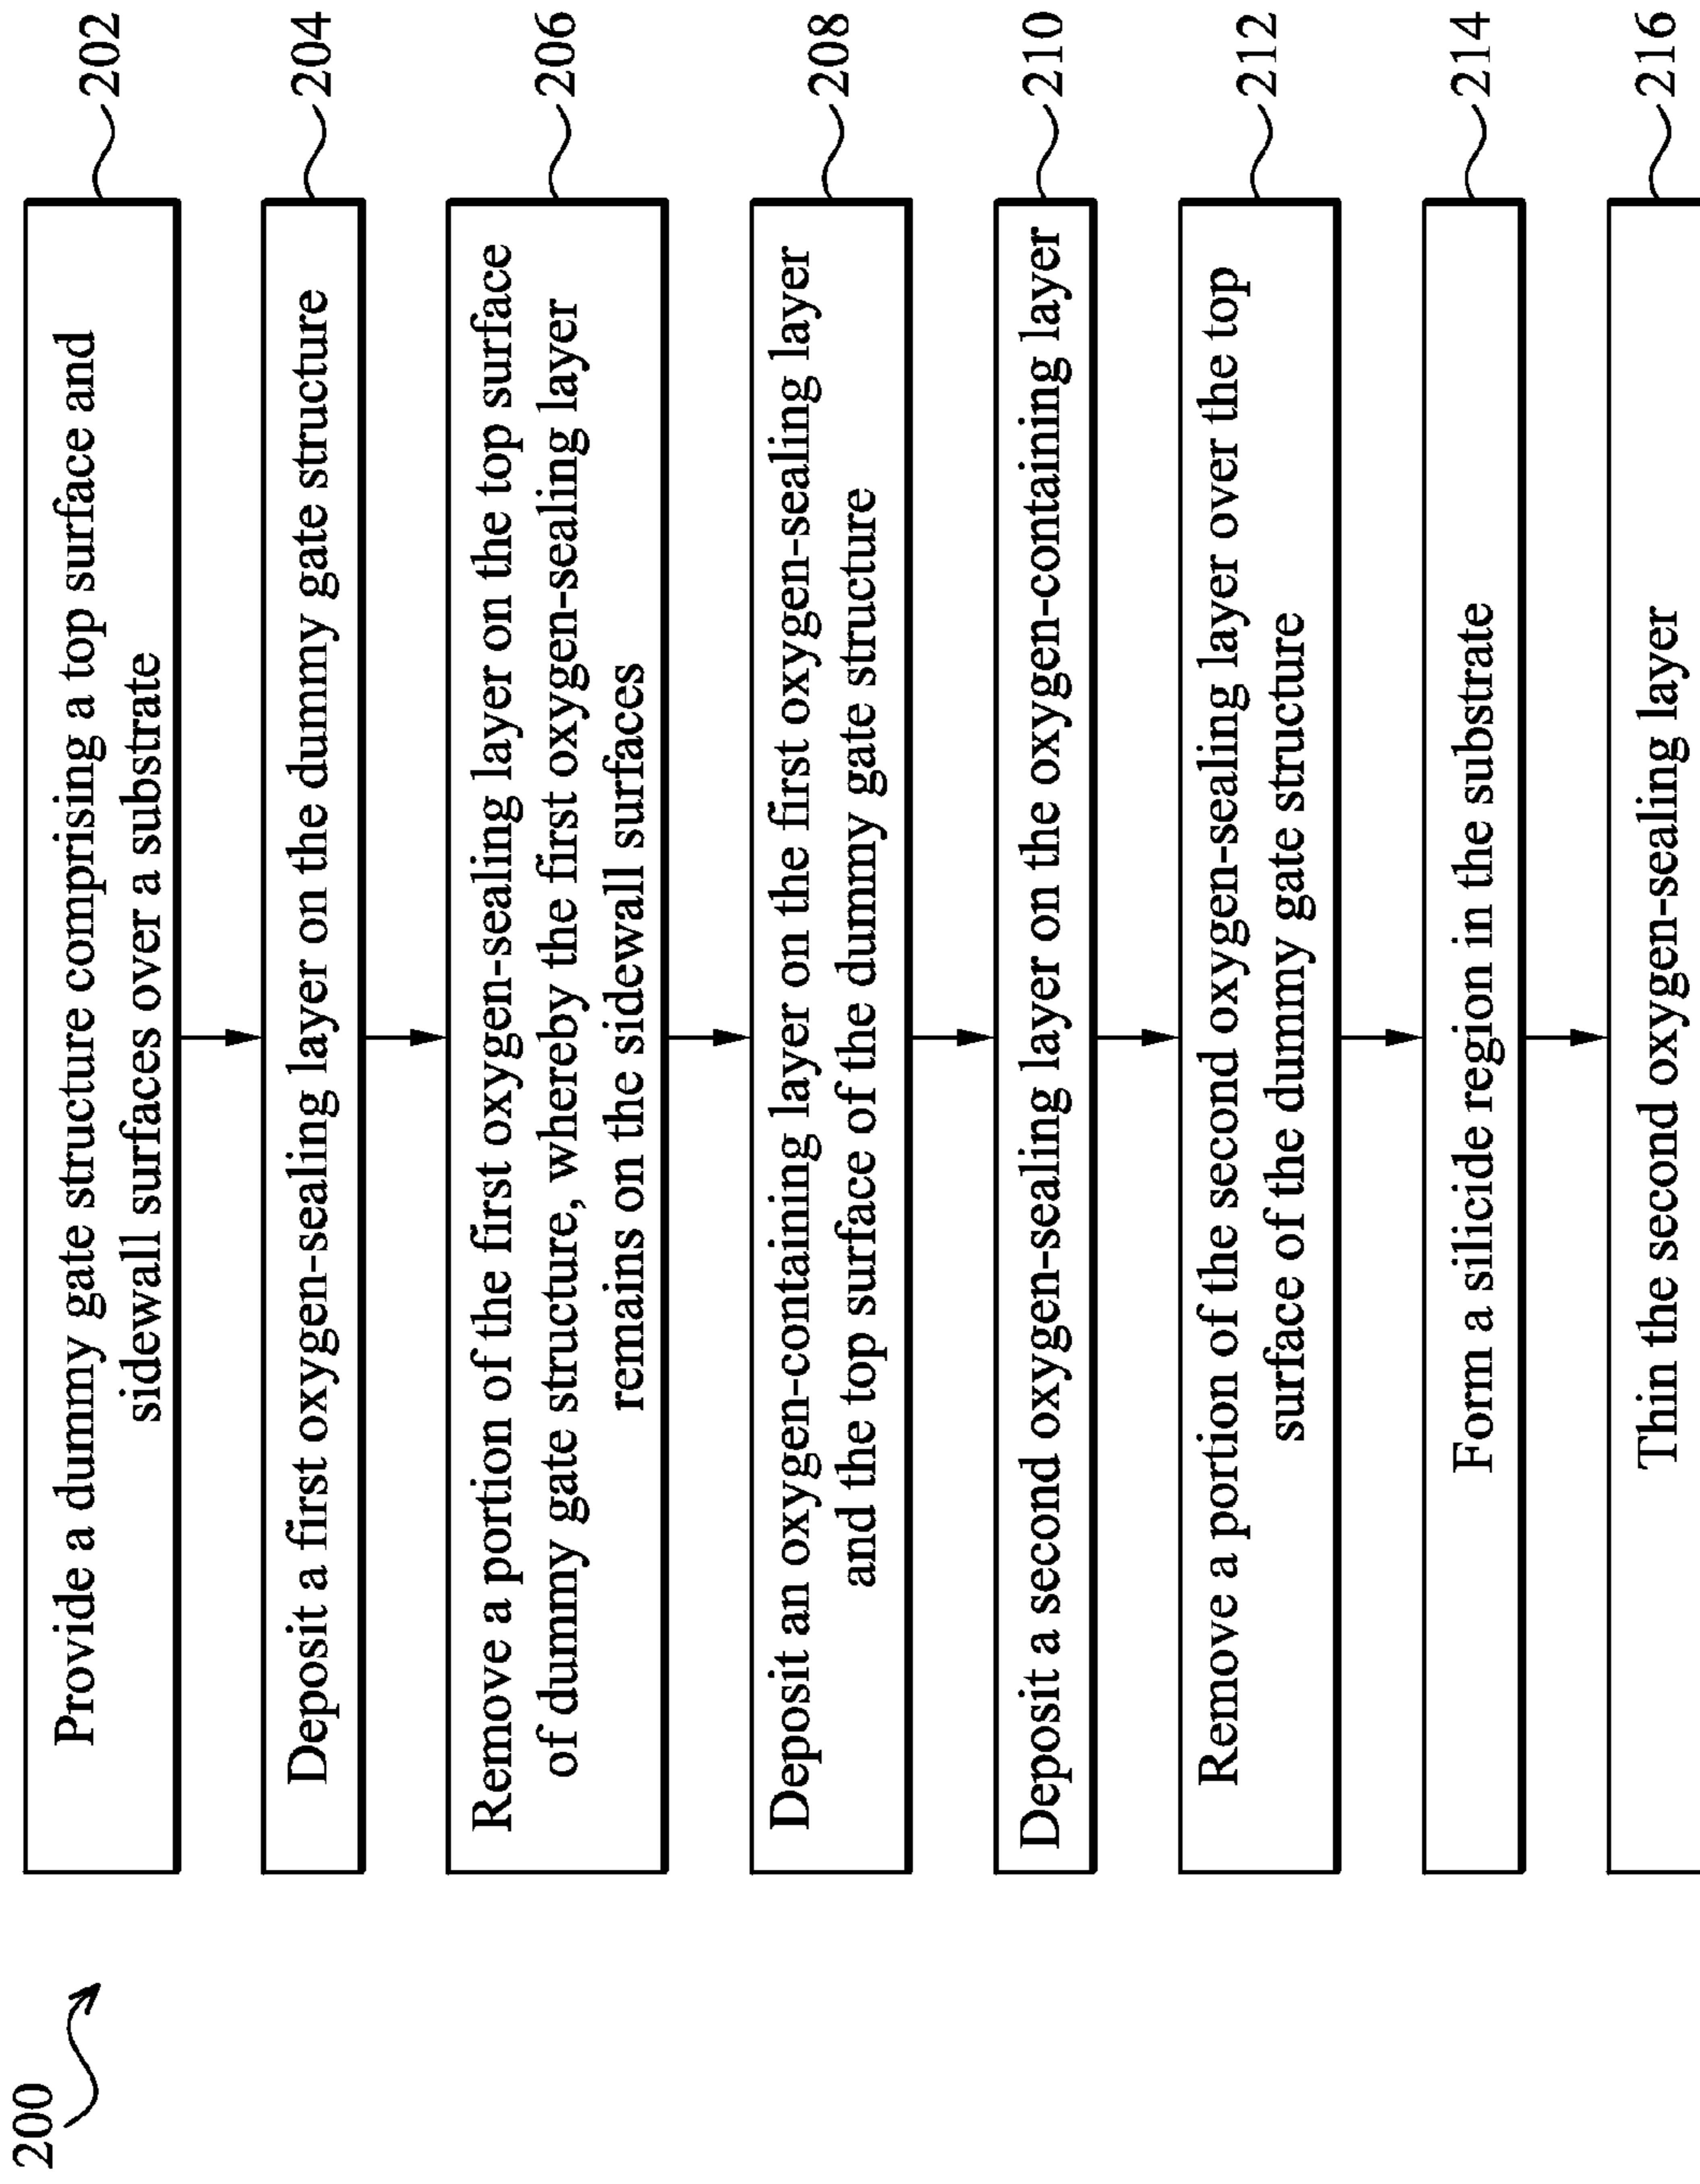 200
Provide a dummy gate structure comprising a top surface and
sidewall surfaces over a substrate
202
Deposit a first oxygen-sealing layer on the dummy gate structure
204
Remove a portion of the first oxygen-sealing layer on the top surface
of dummy gate structure, whereby the first oxygen-sealing layer
remains on the sidewall surfaces
206
Deposit an oxygen-containing layer on the first oxygen-sealing layer
and the top surface of the dummy gate structure
208
Deposit a second oxygen-sealing layer on the oxygen-containing layer
210
Remove a portion of the second oxygen-sealing layer over the top
surface of the dummy gate structure
212
Form a silicide region in the substrate
214
Thin the second oxygen-sealing layer
216